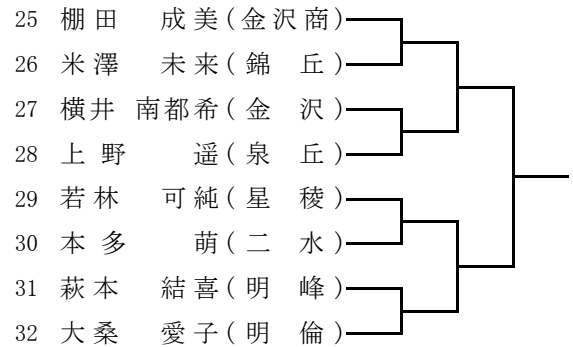 25 棚田 成美(金沢商)
26 米澤 未来(錦 丘)
27 横井 南都希(金 沢)
28 上野 遥(泉 丘)
29 若林 可純(星 稜)
30 本多 萌(二 水)
31 萩本 結喜(明 峰)
32 大桑 愛子(明 倫)